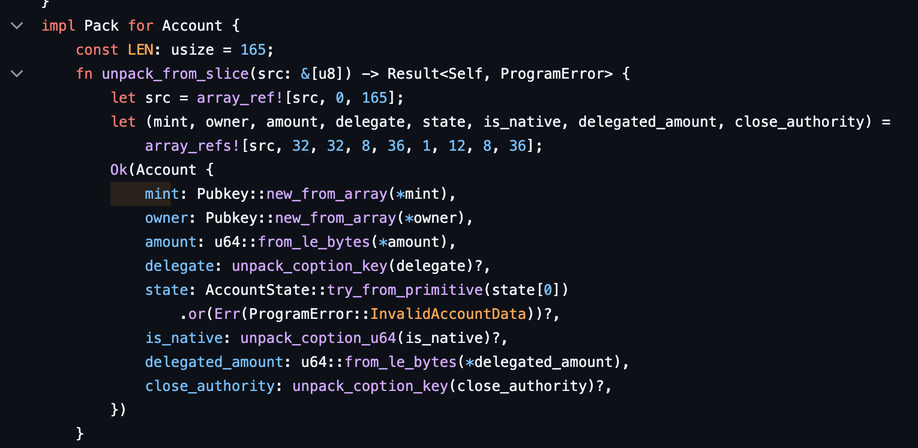 }
impl Pack for Account {
    const LEN: usize = 165;
    fn unpack_from_slice(src: &[u8]) -> Result<Self, ProgramError> {
        let src = array_ref![src, 0, 165];
        let (mint, owner, amount, delegate, state, is_native, delegated_amount, close_authority) =
            array_refs![src, 32, 32, 8, 36, 1, 12, 8, 36];
        Ok(Account {
            mint: Pubkey::new_from_array(*mint),
            owner: Pubkey::new_from_array(*owner),
            amount: u64::from_le_bytes(*amount),
            delegate: unpack_coption_key(delegate)?,
            state: AccountState::try_from_primitive(state[0])
                .or(Err(ProgramError::InvalidAccountData))?,
            is_native: unpack_coption_u64(is_native)?,
            delegated_amount: u64::from_le_bytes(*delegated_amount),
            close_authority: unpack_coption_key(close_authority)?,
        })
    }